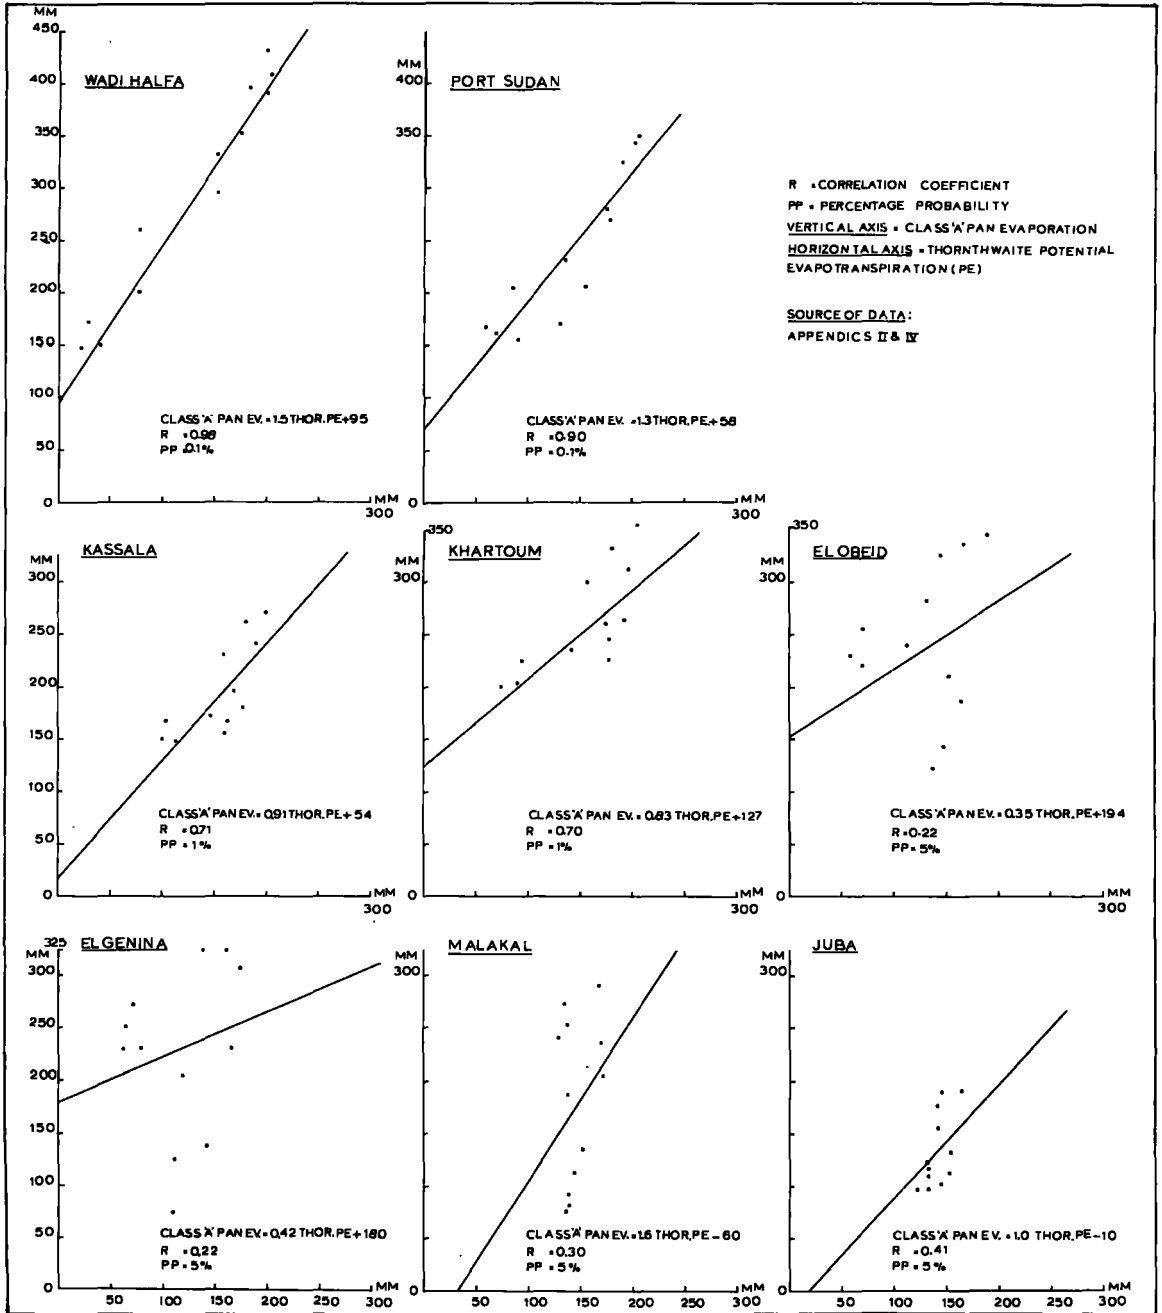 MM
450
400
350
300
250
200
150
100
50
0
WADI HALFA
CLASS 'A' PAN EV. = 1.5 THOR. PE+95
R = 0.98
PP = 0.1%
MM
300
MM
400
350
0
PORT SUDAN
CLASS 'A' PAN EV. = 1.3 THOR. PE.+58
R = 0.90
PP = 0.1%
MM
300
R = CORRELATION COEFFICIENT
PP = PERCENTAGE PROBABILITY
VERTICAL AXIS = CLASS 'A' PAN EVAPORATION
HORIZONTAL AXIS = THORNTHWAITE POTENTIAL
EVAPOTRANSPIRATION (PE)
SOURCE OF DATA:
APPENDICS II & IV
KASSALA
MM
300
250
200
150
100
50
0
CLASS 'A' PAN EV. = 0.91 THOR. PE+54
R = 0.71
PP = 1%
MM
300
350
KHARTOUM
MM
300
0
CLASS 'A' PAN EV. = 0.83 THOR. PE+127
R = 0.70
PP = 1%
MM
300
350
EL OBEID
MM
300
0
CLASS 'A' PAN EV. = 0.35 THOR. PE+194
R = 0.22
PP = 5%
MM
300
325
EL GENINA
MM
300
250
200
150
100
50
0
CLASS 'A' PAN EV. = 0.42 THOR. PE+180
R = 0.22
PP = 5%
MM
50 100 150 200 250 300
MALAKAL
MM
300
0
CLASS 'A' PAN EV. = 1.6 THOR. PE-60
R = 0.30
PP = 5%
MM
50 100 150 200 250 300
JUBA
MM
300
0
CLASS 'A' PAN EV. = 1.0 THOR. PE-10
R = 0.41
PP = 5%
MM
50 100 150 200 250 300